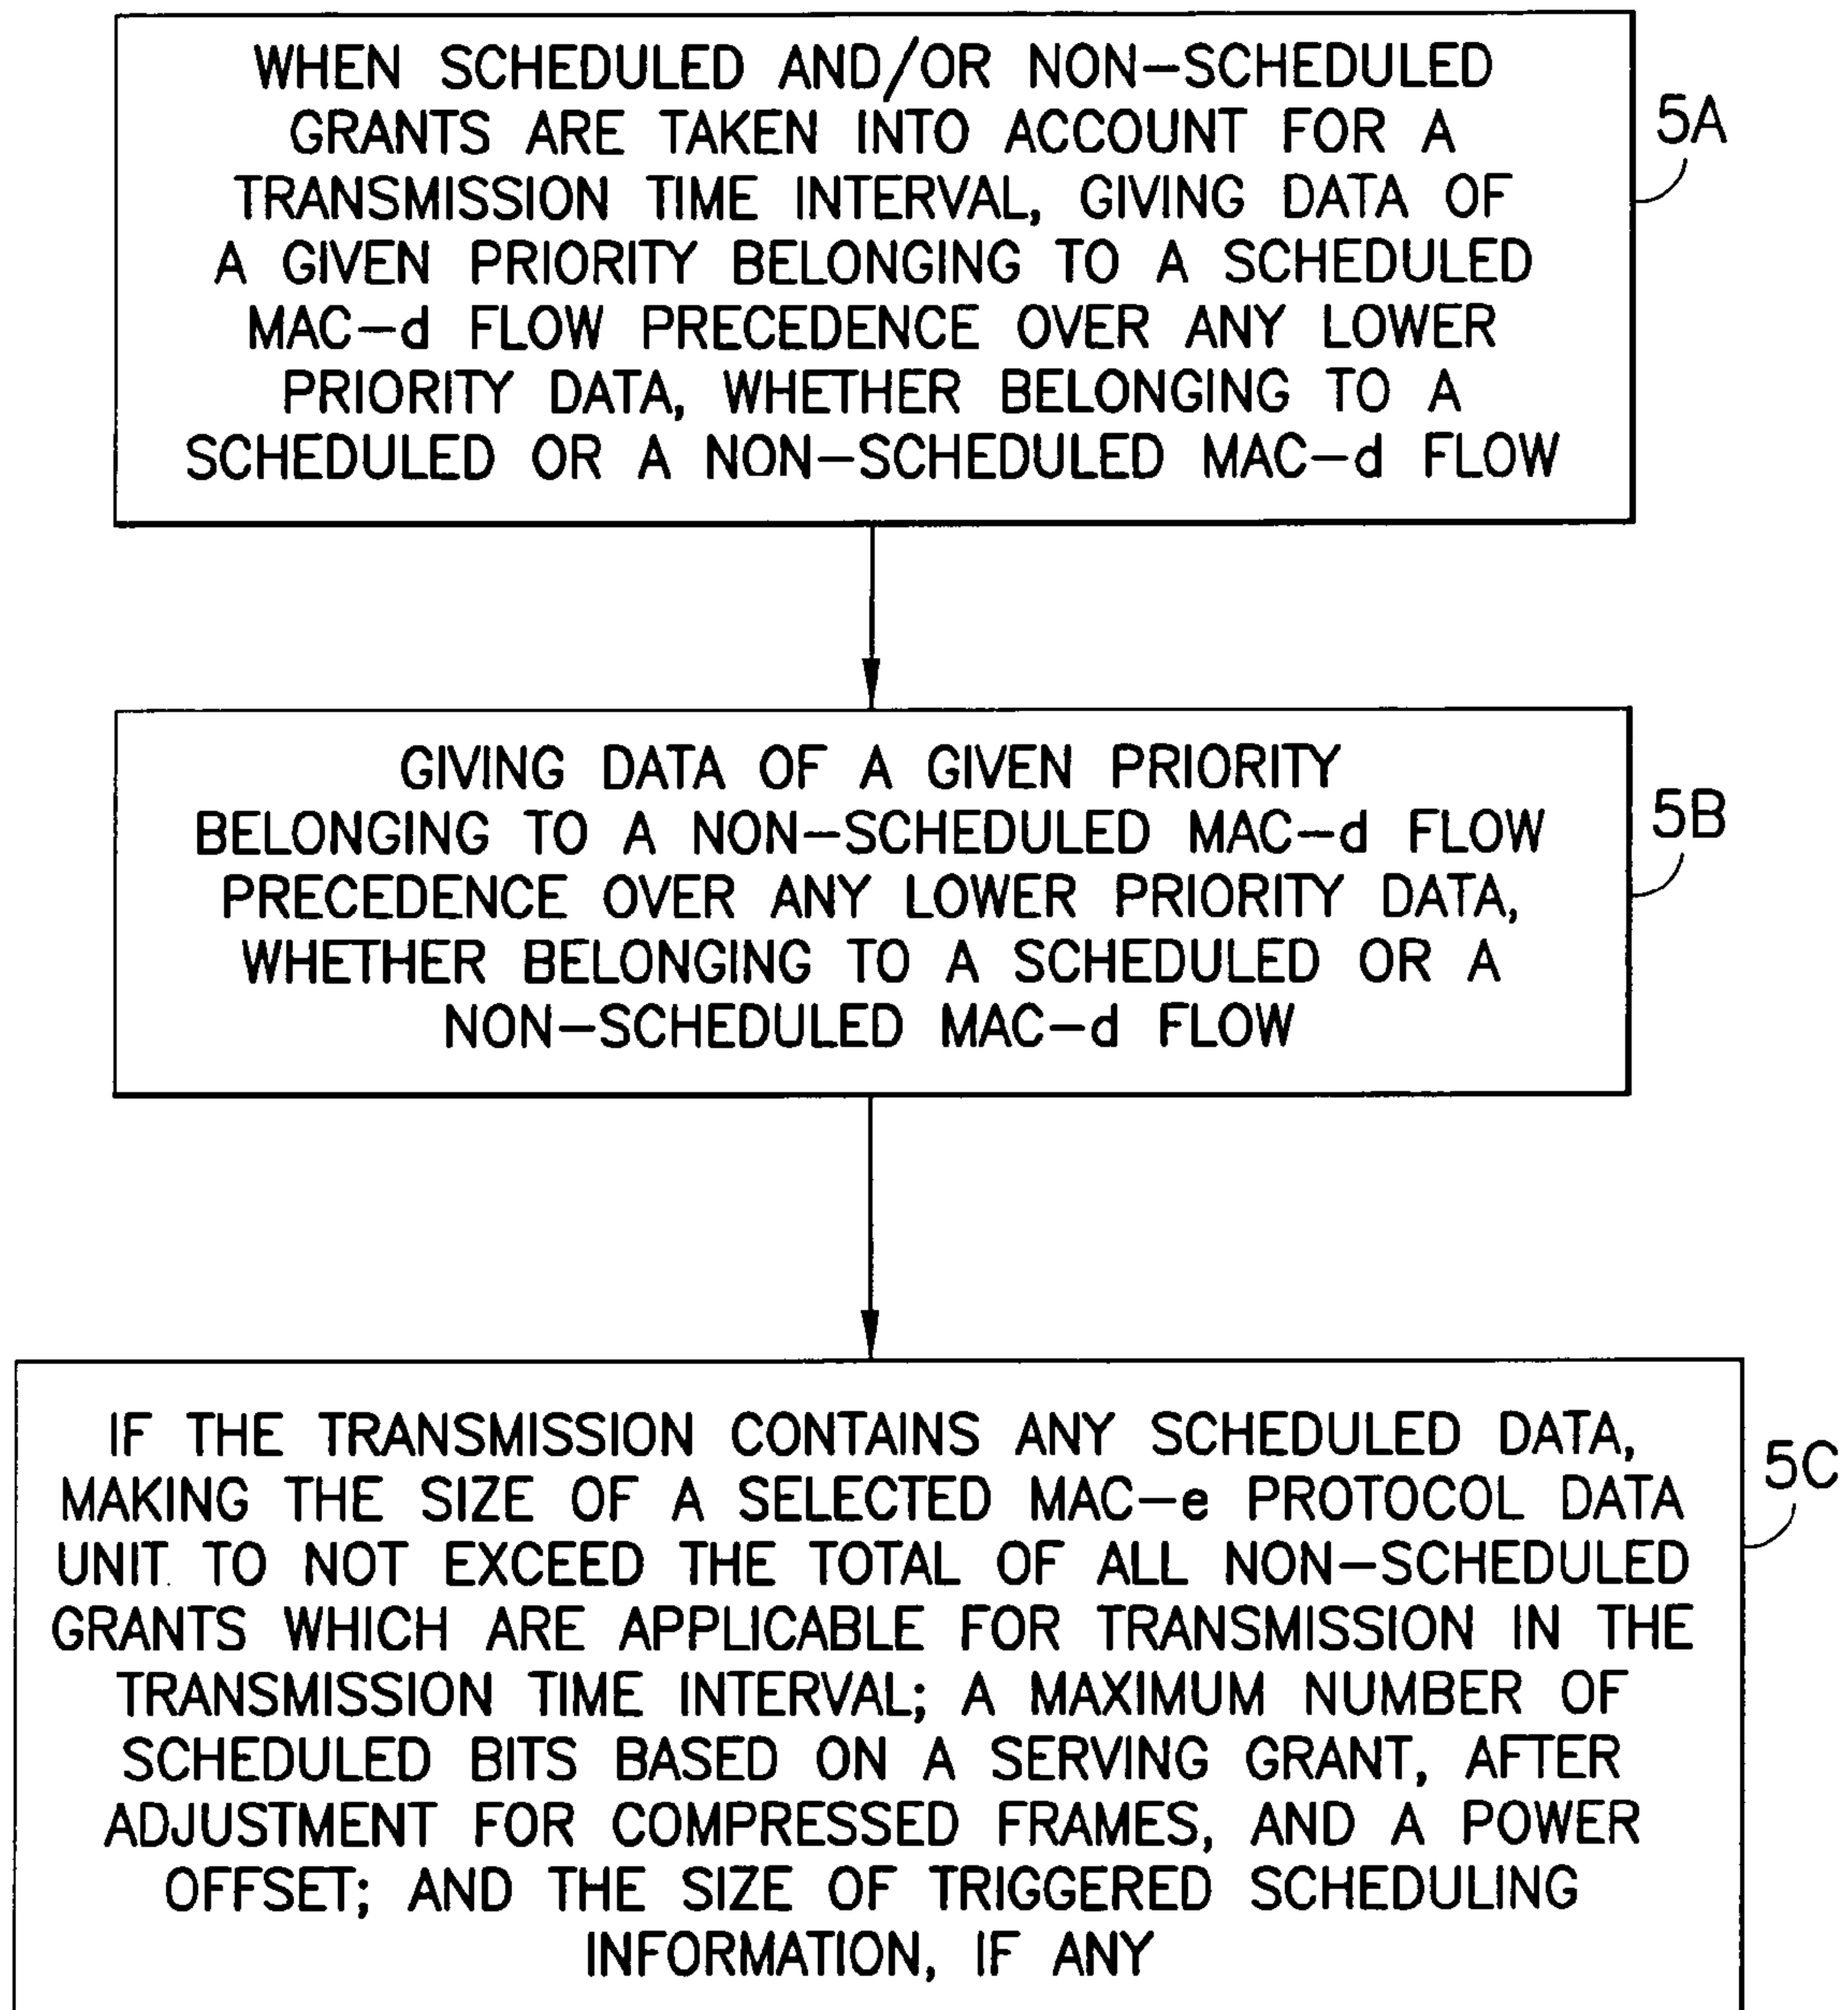 WHEN SCHEDULED AND/OR NON-SCHEDULED
GRANTS ARE TAKEN INTO ACCOUNT FOR A
TRANSMISSION TIME INTERVAL, GIVING DATA OF
A GIVEN PRIORITY BELONGING TO A SCHEDULED
MAC-d FLOW PRECEDENCE OVER ANY LOWER
PRIORITY DATA, WHETHER BELONGING TO A
SCHEDULED OR A NON-SCHEDULED MAC-d FLOW
5A
GIVING DATA OF A GIVEN PRIORITY
BELONGING TO A NON-SCHEDULED MAC-d FLOW
PRECEDENCE OVER ANY LOWER PRIORITY DATA,
WHETHER BELONGING TO A SCHEDULED OR A
NON-SCHEDULED MAC-d FLOW
5B
IF THE TRANSMISSION CONTAINS ANY SCHEDULED DATA,
MAKING THE SIZE OF A SELECTED MAC-e PROTOCOL DATA
UNIT TO NOT EXCEED THE TOTAL OF ALL NON-SCHEDULED
GRANTS WHICH ARE APPLICABLE FOR TRANSMISSION IN THE
TRANSMISSION TIME INTERVAL; A MAXIMUM NUMBER OF
SCHEDULED BITS BASED ON A SERVING GRANT, AFTER
ADJUSTMENT FOR COMPRESSED FRAMES, AND A POWER
OFFSET; AND THE SIZE OF TRIGGERED SCHEDULING
INFORMATION, IF ANY
5C